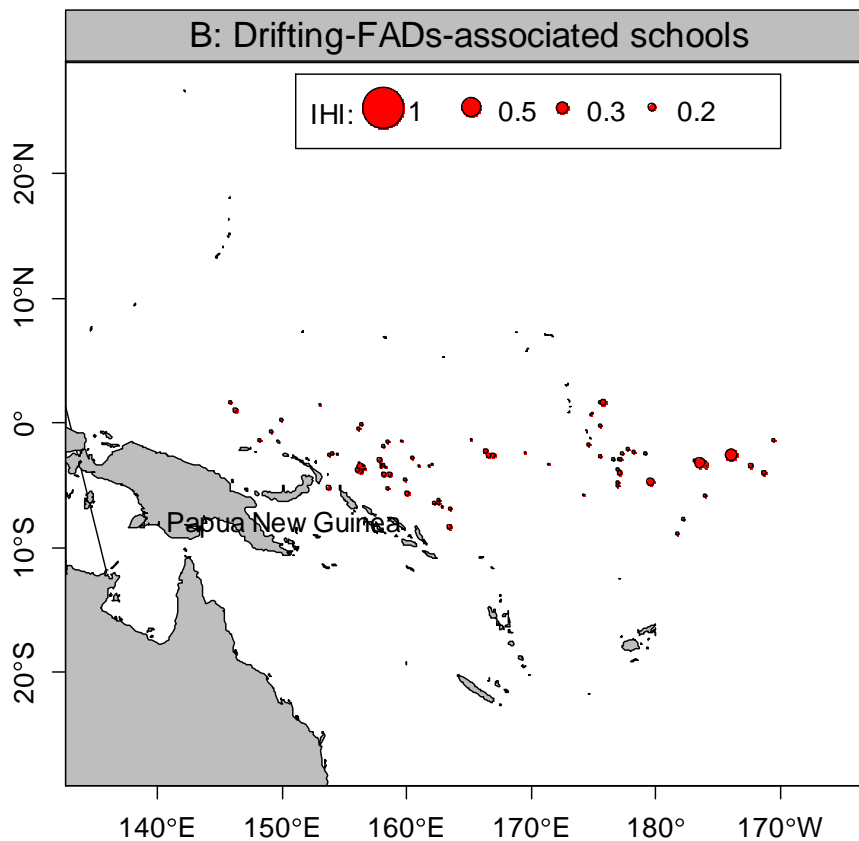 B: Drifting-FADs-associated schools
IHI: 1 0.5 0.3 0.2
20°N
10°N
0°
10°S
20°S
Papua New Guinea
140°E 150°E 160°E 170°E 180° 170°W